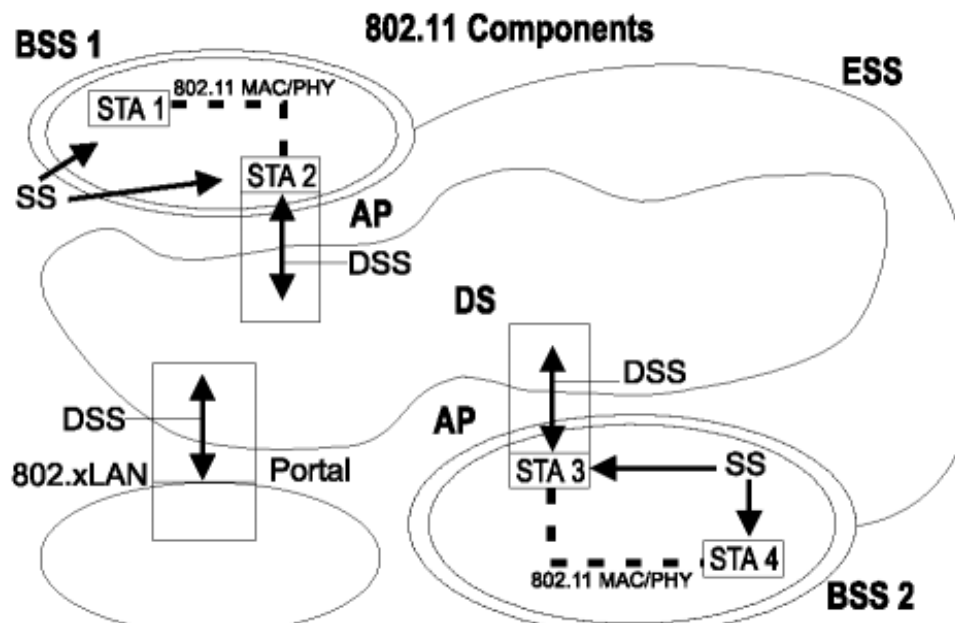 802.11 Components
BSS 1
ESS
802.11 MAC/PHY
STA 1
SS
STA 2
AP
DSS
DS
DSS
DSS
AP
802.xLAN
Portal
STA 3
SS
STA 4
802.11 MAC/PHY
BSS 2